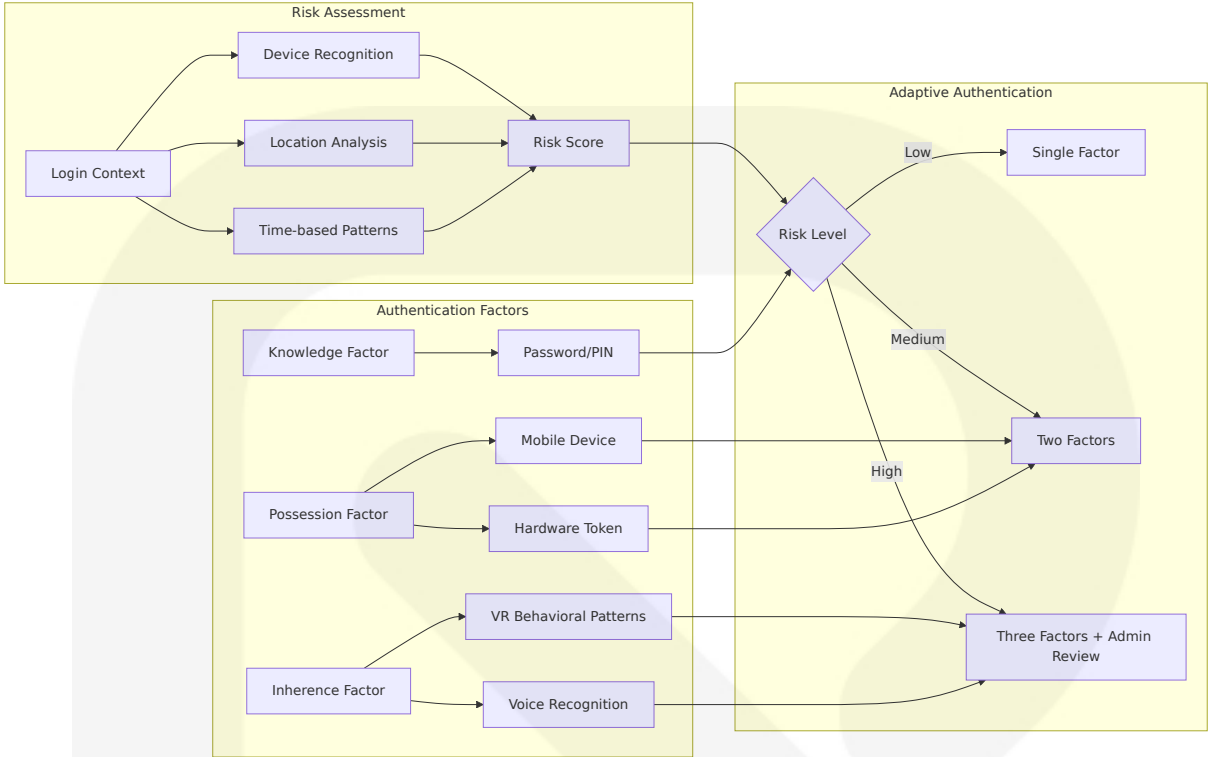 Risk Assessment
Device Recognition
Location Analysis
Risk Score
Login Context
Time-based Patterns
Authentication Factors
Knowledge Factor
Password/PIN
Mobile Device
Possession Factor
Hardware Token
VR Behavioral Patterns
Inherence Factor
Voice Recognition
Adaptive Authentication
Low
Single Factor
Risk Level
Medium
Two Factors
High
Three Factors + Admin
Review